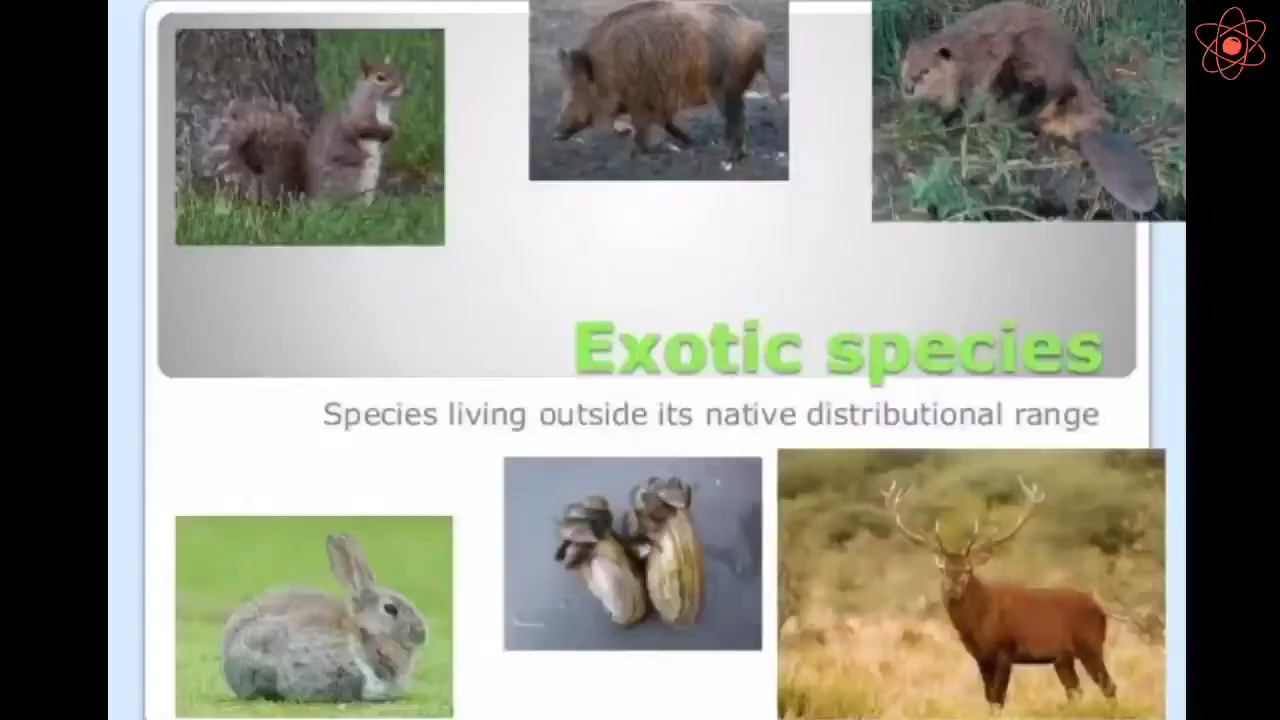 Exotic species
Species living outside its native distributional range